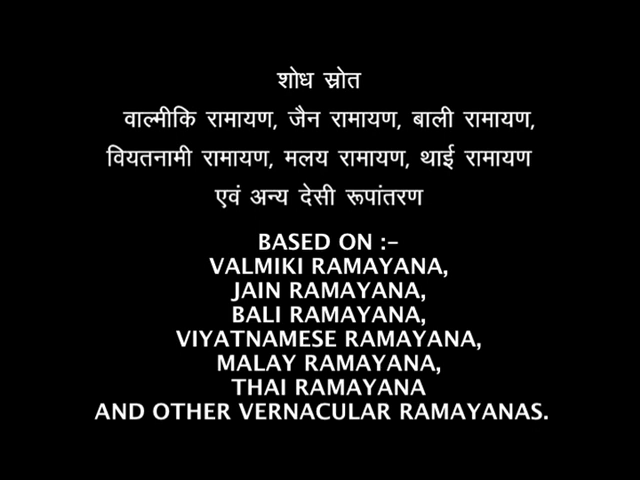 शोध स्रोत
वाल्मीकि रामायण, जैन रामायण, बाली रामायण,
वियतनामी रामायण, मलय रामायण, थाई रामायण
एवं अन्य देसी रूपांतरण
BASED ON :-
VALMIKI RAMAYANA,
JAIN RAMAYANA,
BALI RAMAYANA,
VIYATNAMESE RAMAYANA,
MALAY RAMAYANA,
THAI RAMAYANA
AND OTHER VERNACULAR RAMAYANAS.